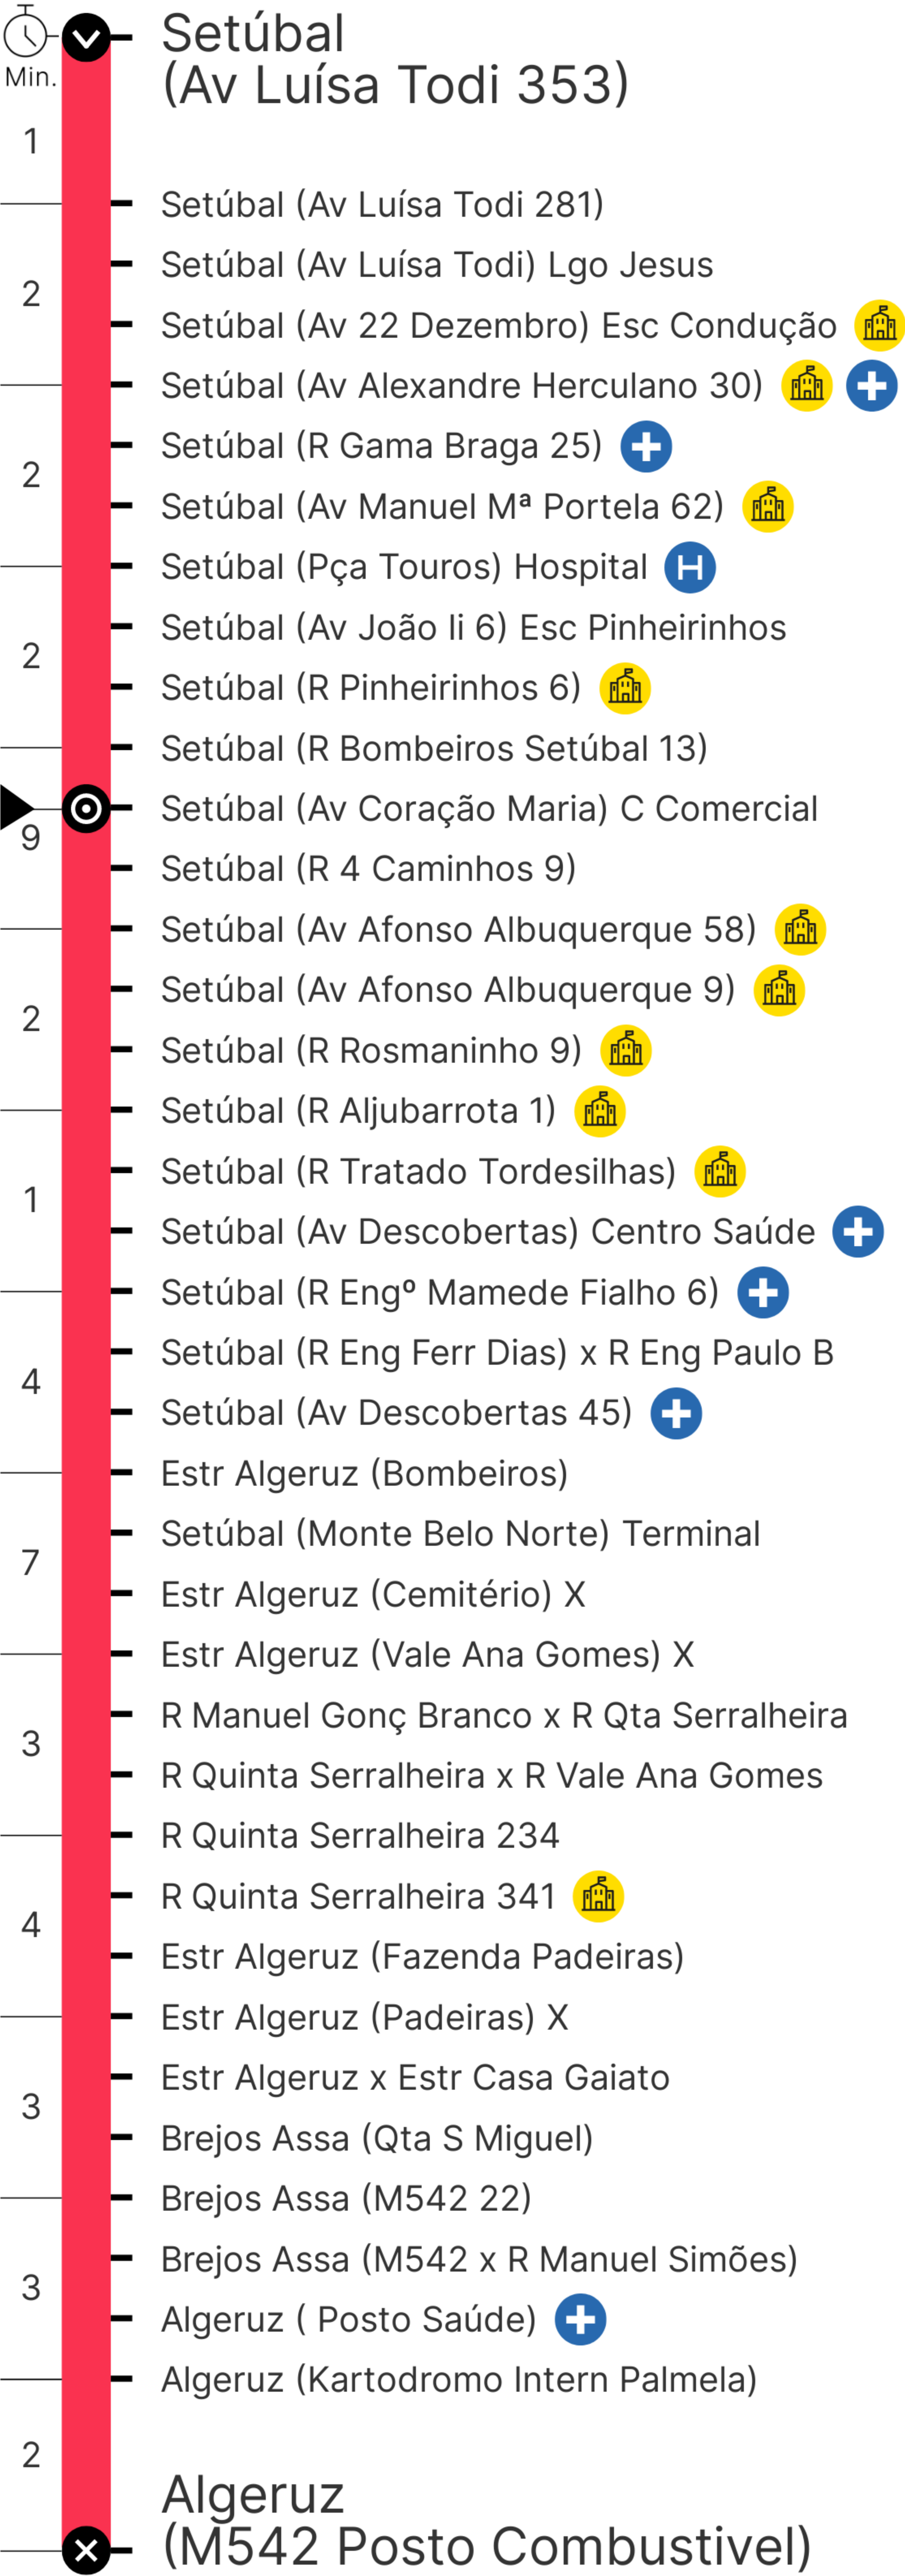 Min.
Setúbal
(Av Luísa Todi 353)
1
Setúbal (Av Luísa Todi 281)
Setúbal (Av Luísa Todi) Lgo Jesus
2
Setúbal (Av 22 Dezembro) Esc Condução
Setúbal (Av Alexandre Herculano 30)
Setúbal (R Gama Braga 25)
2
Setúbal (Av Manuel Mª Portela 62)
Setúbal (Pça Touros) Hospital H
Setúbal (Av João Ii 6) Esc Pinheirinhos
2
Setúbal (R Pinheirinhos 6)
Setúbal (R Bombeiros Setúbal 13)
Setúbal (Av Coração Maria) C Comercial
9
Setúbal (R 4 Caminhos 9)
Setúbal (Av Afonso Albuquerque 58)
Setúbal (Av Afonso Albuquerque 9)
2
Setúbal (R Rosmaninho 9)
Setúbal (R Aljubarrota 1)
Setúbal (R Tratado Tordesilhas)
1
Setúbal (Av Descobertas) Centro Saúde
Setúbal (R Engº Mamede Fialho 6)
Setúbal (R Eng Ferr Dias) x R Eng Paulo B
4
Setúbal (Av Descobertas 45)
Estr Algeruz (Bombeiros)
Setúbal (Monte Belo Norte) Terminal
7
Estr Algeruz (Cemitério) X
Estr Algeruz (Vale Ana Gomes) X
R Manuel Gonç Branco x R Qta Serralheira
3
R Quinta Serralheira x R Vale Ana Gomes
R Quinta Serralheira 234
R Quinta Serralheira 341
4
Estr Algeruz (Fazenda Padeiras)
Estr Algeruz (Padeiras) X
Estr Algeruz x Estr Casa Gaiato
3
Brejos Assa (Qta S Miguel)
Brejos Assa (M542 22)
Brejos Assa (M542 x R Manuel Simões)
3
Algeruz ( Posto Saúde)
Algeruz (Kartodromo Intern Palmela)
2
Algeruz
(M542 Posto Combustivel)